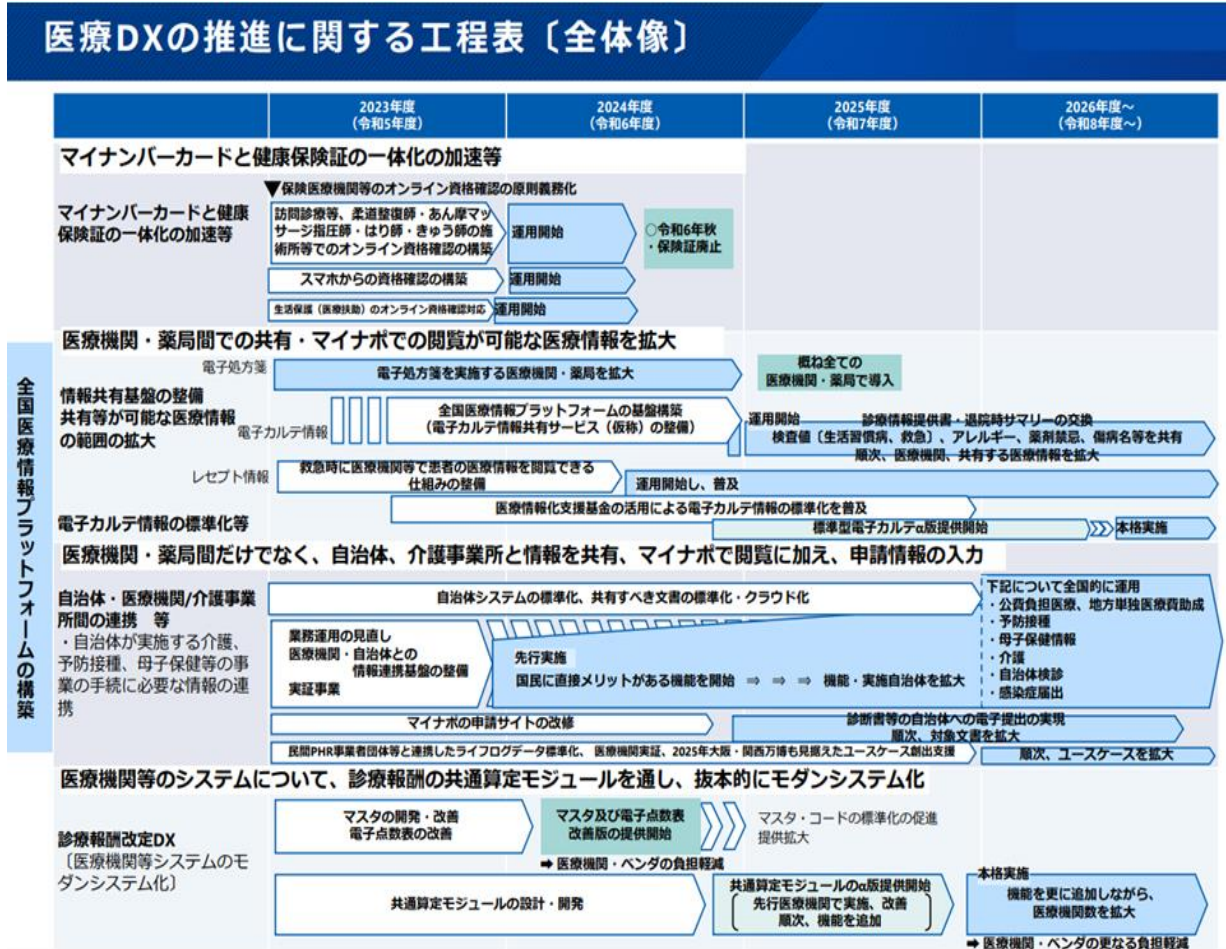 医療DXの推進に関する工程表〔全体像〕
2023年度
(令和5年度)
2024年度
(令和6年度)
2025年度
(令和7年度)
2026年度～
(令和8年度～)
マイナンバーカードと健康保険証の一体化の加速等
▼保険医療機関等のオンライン資格確認の原則義務化
マイナンバーカードと健康
保険証の一体化の加速等
訪問診療等、柔道整復師・あん摩マッ
サージ指圧師・はり師・きゅう師の施
術所等でのオンライン資格確認の構築
運用開始
○令和6年秋
・保険証廃止
スマホからの資格確認の構築
運用開始
生活保護（医療扶助）のオンライン資格確認対応
運用開始
全国医療情報プラットフォームの構築
医療機関・薬局間での共有・マイナポでの閲覧が可能な医療情報を拡大
電子処方箋
電子処方箋を実施する医療機関・薬局を拡大
概ね全ての
医療機関・薬局で導入
情報共有基盤の整備
共有等が可能な医療情報
の範囲の拡大
電子カルテ情報
全国医療情報プラットフォームの基盤構築
（電子カルテ情報共有サービス（仮称）の整備）
運用開始
診療情報提供書・退院時サマリーの交換
検査値〔生活習慣病、救急〕、アレルギー、薬剤禁忌、傷病名等を共有
順次、医療機関、共有する医療情報を拡大
レセプト情報
救急時に医療機関等で患者の医療情報を閲覧できる
仕組みの整備
運用開始し、普及
電子カルテ情報の標準化等
医療情報化支援基金の活用による電子カルテ情報の標準化を普及
標準型電子カルテα版提供開始
本格実施
医療機関・薬局間だけでなく、自治体、介護事業所と情報を共有、マイナポで閲覧に加え、申請情報の入力
自治体・医療機関/介護事業
所間の連携　等
・自治体が実施する介護、
予防接種、母子保健等の事
業の手続に必要な情報の連
携
自治体システムの標準化、共有すべき文書の標準化・クラウド化
業務運用の見直し
医療機関・自治体との
情報連携基盤の整備
実証事業
先行実施
国民に直接メリットがある機能を開始　⇒　⇒　⇒　機能・実施自治体を拡大
下記について全国的に運用
・公費負担医療、地方単独医療費助成
・予防接種
・母子保健情報
・介護
・自治体検診
・感染症届出
マイナポの申請サイトの改修
診断書等の自治体への電子提出の実現
順次、対象文書を拡大
民間PHR事業者団体等と連携したライフログデータ標準化、医療機関実証、2025年大阪・関西万博も見据えたユースケース創出支援
順次、ユースケースを拡大
医療機関等のシステムについて、診療報酬の共通算定モジュールを通し、抜本的にモダンシステム化
診療報酬改定DX
〔医療機関等システムのモ
ダンシステム化〕
マスタの開発・改善
電子点数表の改善
マスタ及び電子点数表
改善版の提供開始
マスタ・コードの標準化の促進
提供拡大
➡ 医療機関・ベンダの負担軽減
共通算定モジュールの設計・開発
共通算定モジュールのα版提供開始
先行医療機関で実施、改善
順次、機能を追加
本格実施
機能を更に追加しながら、
医療機関数を拡大
➡ 医療機関・ベンダの更なる負担軽減